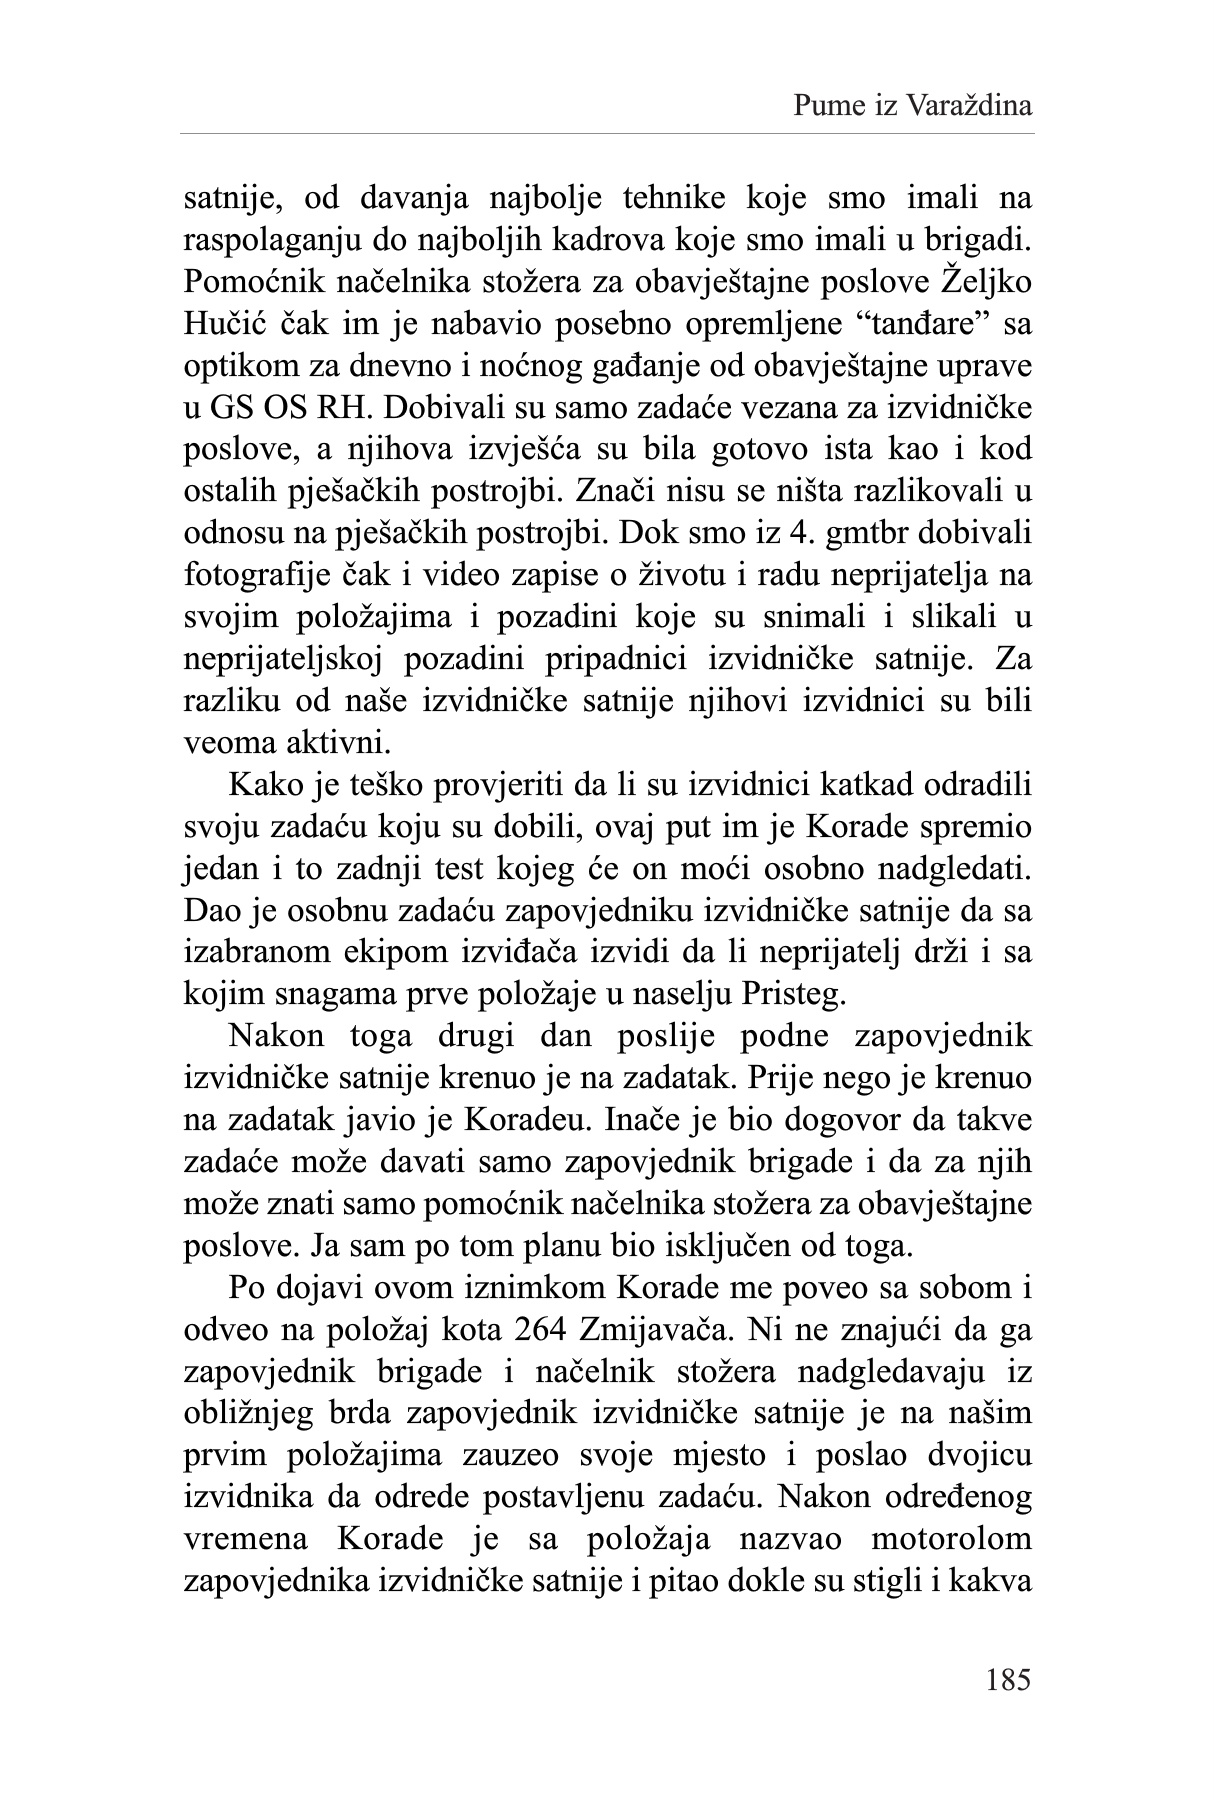 Pume iz Varaždina
satnije, od davanja najbolje tehnike koje smo imali na
raspolaganju do najboljih kadrova koje smo imali u brigadi.
Pomoćnik načelnika stožera za obavještajne poslove Željko
Hučić čak im je nabavio posebno opremljene “tanđare” sa
optikom za dnevno i noćnog gađanje od obavještajne uprave
u GS OS RH. Dobivali su samo zadaće vezana za izvidničke
poslove, a njihova izvješća su bila gotovo ista kao i kod
ostalih pješačkih postrojbi. Znači nisu se ništa razlikovali u
odnosu na pješačkih postrojbi. Dok smo iz 4. gmtbr dobivali
fotografije čak i video zapise o životu i radu neprijatelja na
svojim položajima i pozadini koje su snimali i slikali u
neprijateljskoj pozadini pripadnici izvidničke satnije. Za
razliku od naše izvidničke satnije njihovi izvidnici su bili
veoma aktivni.
Kako je teško provjeriti da li su izvidnici katkad odradili
svoju zadaću koju su dobili, ovaj put im je Korade spremio
jedan i to zadnji test kojeg će on moći osobno nadgledati.
Dao je osobnu zadaću zapovjedniku izvidničke satnije da sa
izabranom ekipom izviđača izvidi da li neprijatelj drži i sa
kojim snagama prve položaje u naselju Pristeg.
Nakon toga drugi dan poslije podne zapovjednik
izvidničke satnije krenuo je na zadatak. Prije nego je krenuo
na zadatak javio je Koradeu. Inače je bio dogovor da takve
zadaće može davati samo zapovjednik brigade i da za njih
može znati samo pomoćnik načelnika stožera za obavještajne
poslove. Ja sam po tom planu bio isključen od toga.
Po dojavi ovom iznimkom Korade me poveo sa sobom i
odveo na položaj kota 264 Zmijavača. Ni ne znajući da ga
zapovjednik brigade i načelnik stožera nadgledavaju iz
obližnjeg brda zapovjednik izvidničke satnije je na našim
prvim položajima zauzeo svoje mjesto i poslao dvojicu
izvidnika da odrede postavljenu zadaću. Nakon određenog
vremena Korade je sa položaja nazvao motorolom
zapovjednika izvidničke satnije i pitao dokle su stigli i kakva
185